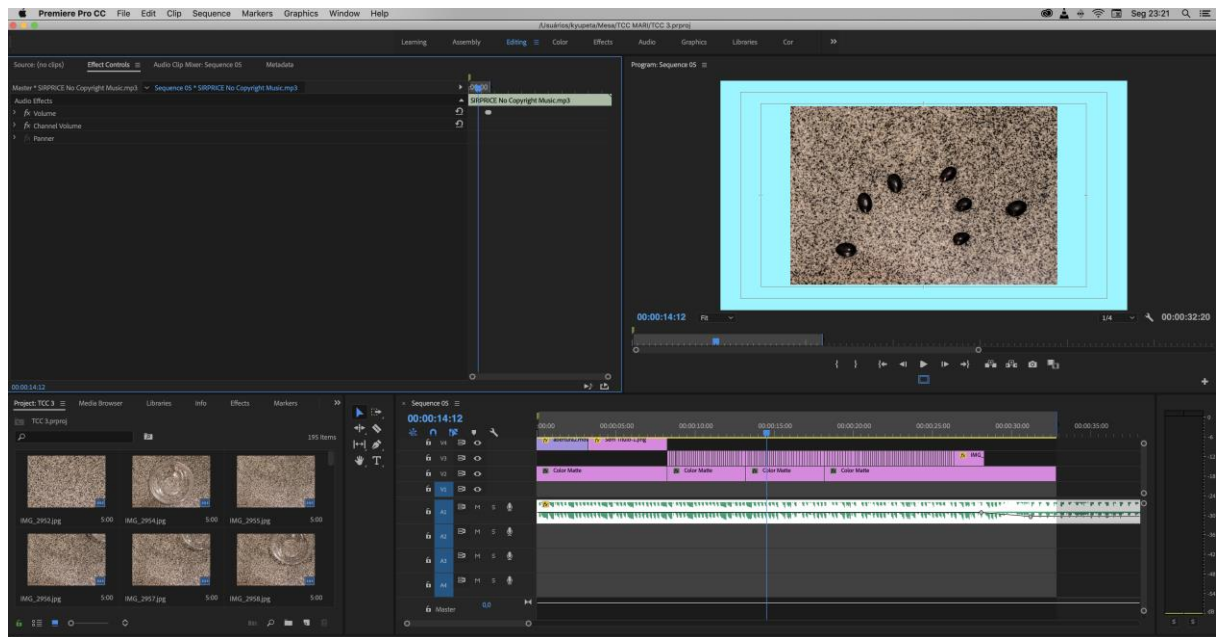 Premiere Pro CC File Edit Clip Sequence Markers Graphics Window Help Seg 23:21
/Usuários/kyupeta/Mesa/TCC MARI/TCC 3.prproj
Learning Assembly Editing Color Effects Audio Graphics Libraries Cor
Source: (no clips) Effect Controls Audio Clip Mixer: Sequence 05 Metadata
Master * SIRPRICE No Copyright Music.mp3 Sequence 05 * SIRPRICE No Copyright Music.mp3
Audio Effects
SIRPRICE No Copyright Music.mp3
fx Volume
fx Channel Volume
fx Panner
00:00:14:12
Program: Sequence 05
00:00:14:12 Fit 1/4 00:00:32:20
Project: TCC 3 Media Browser Libraries Info Effects Markers
TCC 3.prproj
195 Items
IMG_2952.jpg 5:00 IMG_2954.jpg 5:00 IMG_2955.jpg 5:00
IMG_2956.jpg 5:00 IMG_2957.jpg 5:00 IMG_2958.jpg 5:00
Sequence 05
00:00:14:12
:00:00 00:00:05:00 00:00:10:00 00:00:15:00 00:00:20:00 00:00:25:00 00:00:30:00 00:00:35:00
V4
V3 IMG_
V2 Color Matte Color Matte Color Matte Color Matte
V1
A1 M S
A2 M S
A3 M S
A4 M S
Master 0,0
S S